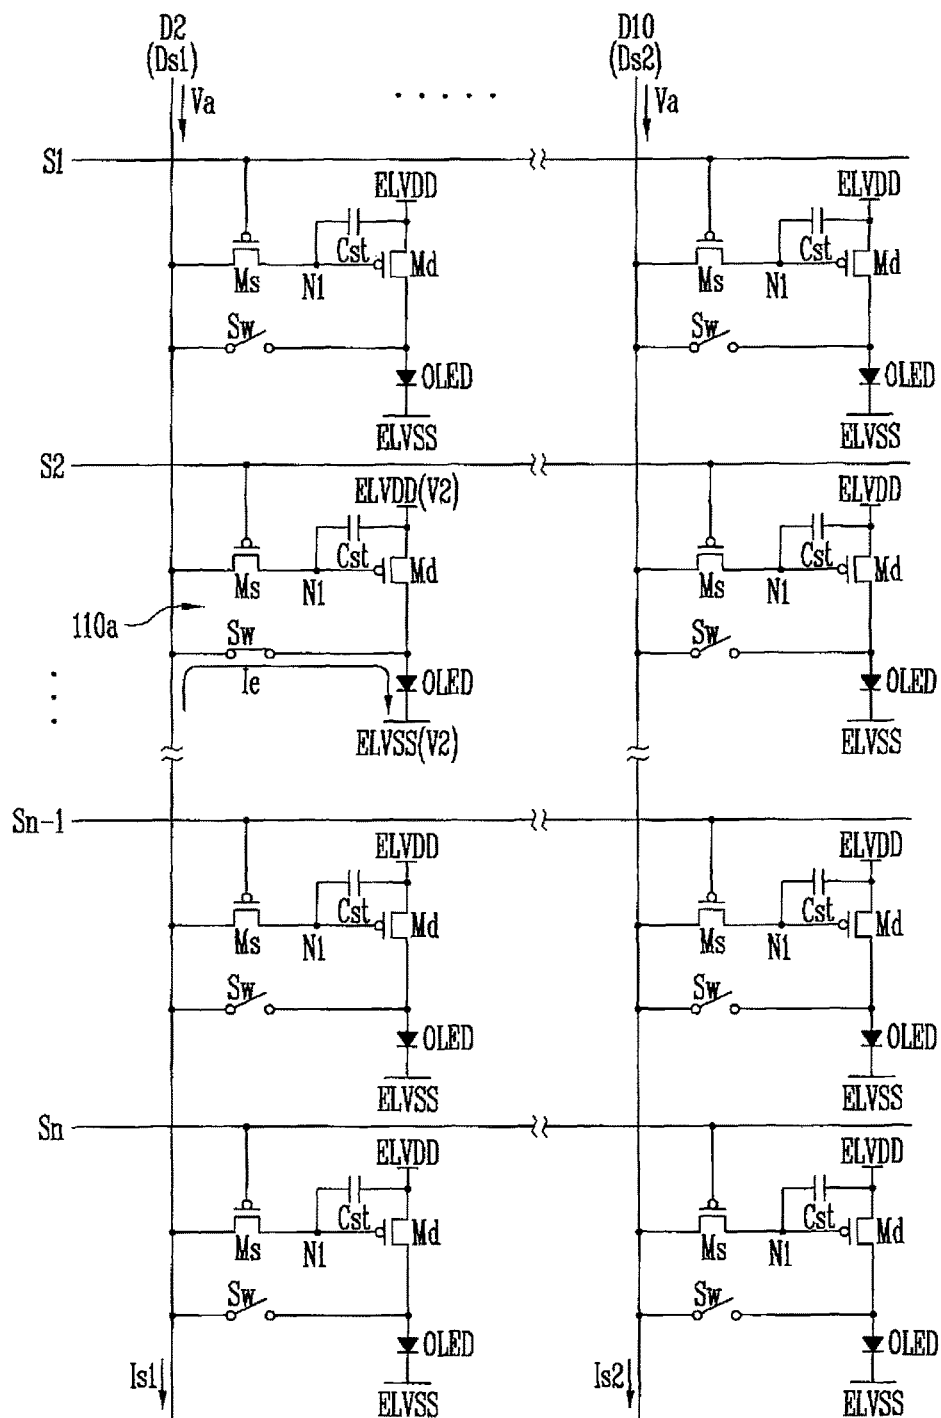 D2 D10
(Ds1) (Ds2)
Va Va
S1
ELVDD ELVDD
Cst Md Cst Md
Ms N1 Ms N1
Sw Sw
OLED OLED
ELVSS ELVSS
S2
ELVDD(V2) ELVDD
Cst Md Cst Md
Ms N1 Ms N1
110a
Sw Sw
Ie OLED OLED
ELVSS(V2) ELVSS
Sn-1
ELVDD ELVDD
Cst Md Cst Md
Ms N1 Ms N1
Sw Sw
OLED OLED
ELVSS ELVSS
Sn
ELVDD ELVDD
Cst Md Cst Md
Ms N1 Ms N1
Sw Sw
OLED OLED
Is1 Is2
ELVSS ELVSS